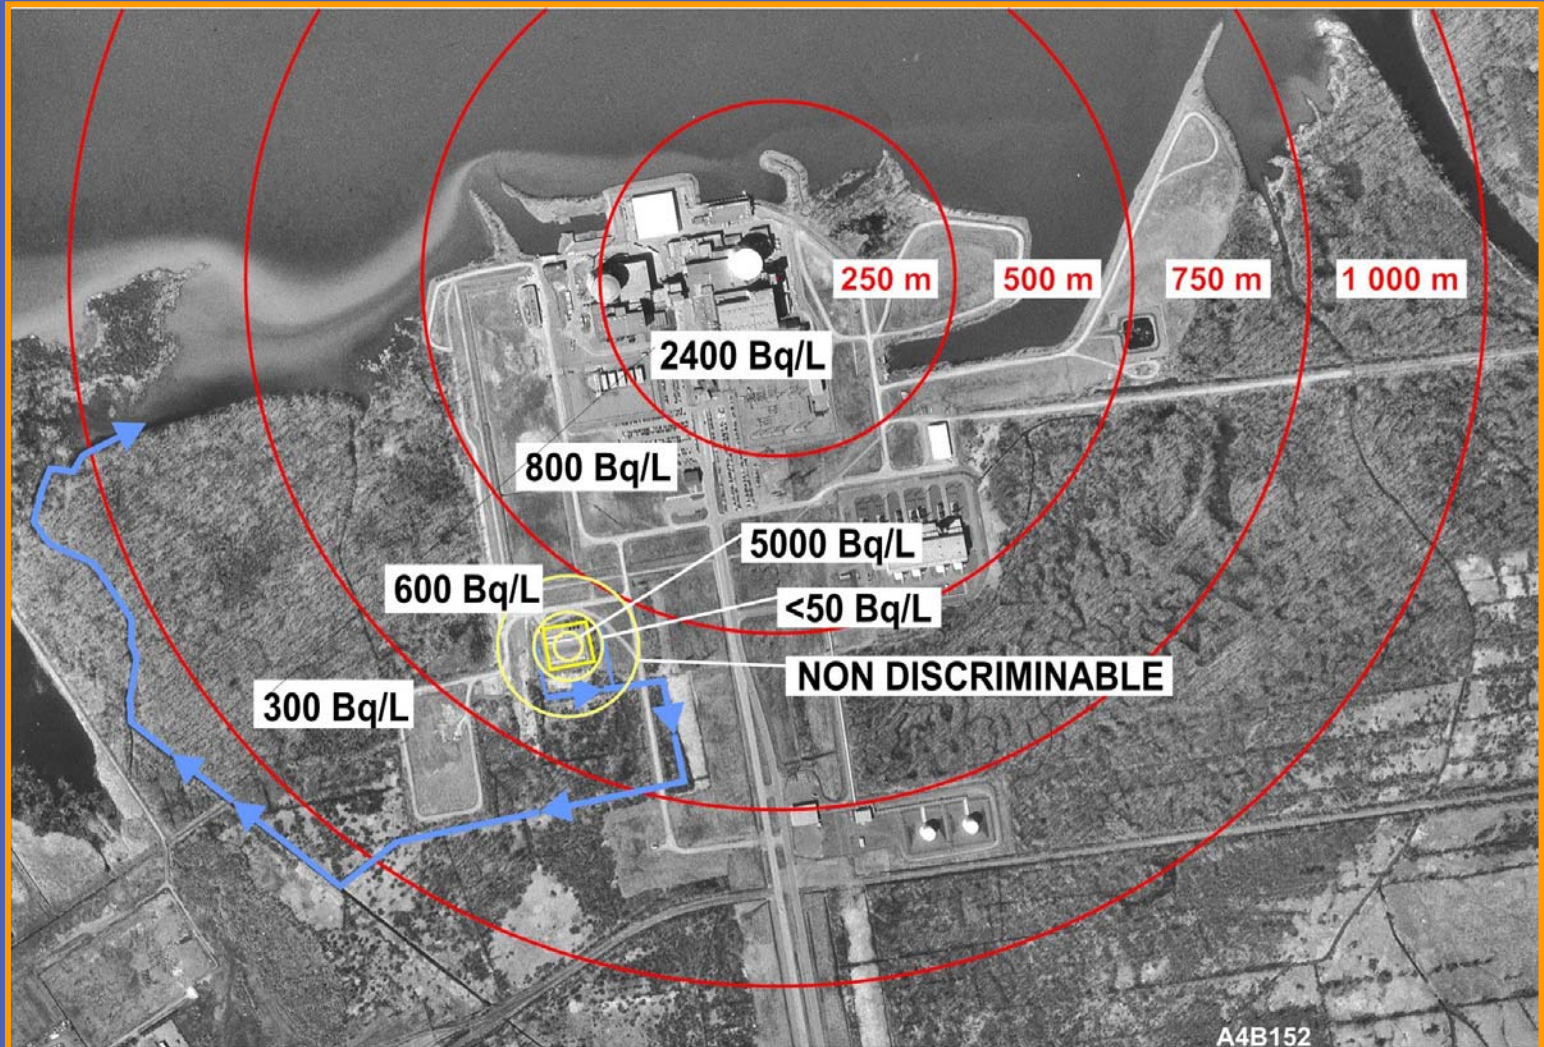 250 m
500 m
750 m
1 000 m
2400 Bq/L
800 Bq/L
5000 Bq/L
600 Bq/L
<50 Bq/L
NON DISCRIMINABLE
300 Bq/L
A4B152